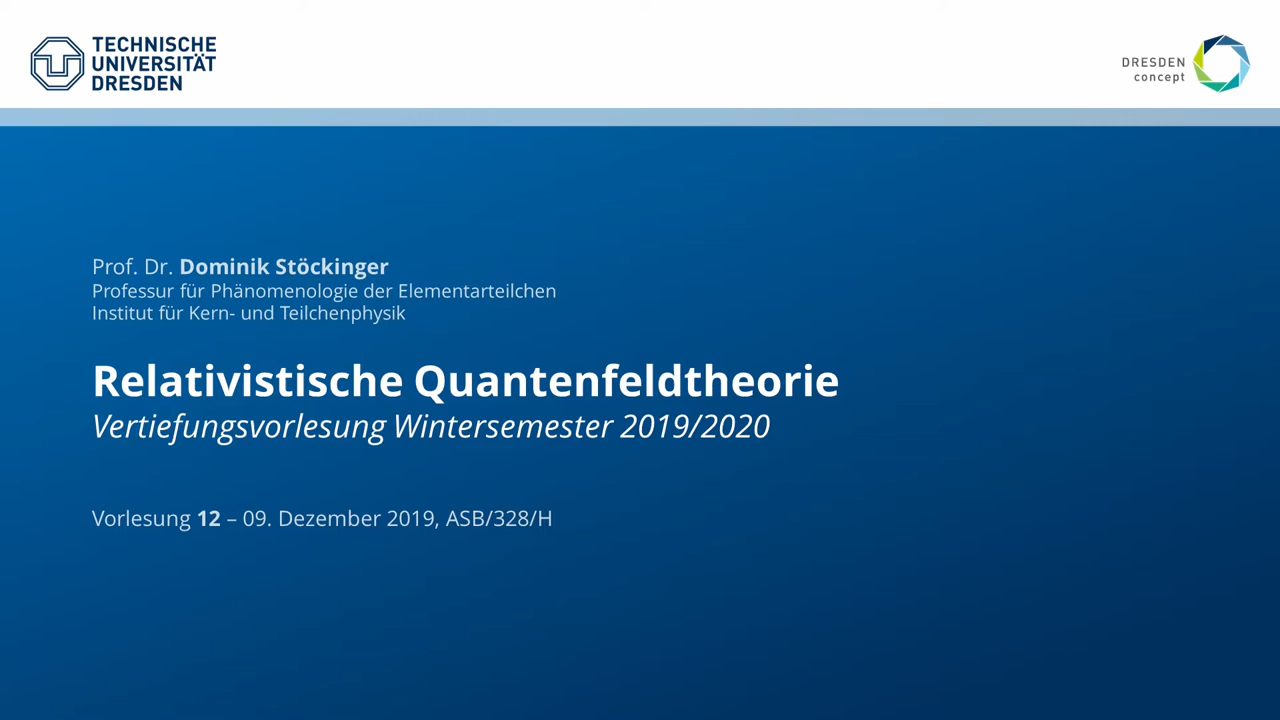 TECHNISCHE
UNIVERSITÄT
DRESDEN
DRESDEN
concept
Prof. Dr. Dominik Stöckinger
Professur für Phänomenologie der Elementarteilchen
Institut für Kern- und Teilchenphysik
Relativistische Quantenfeldtheorie
Vertiefungsvorlesung Wintersemester 2019/2020
Vorlesung 12 – 09. Dezember 2019, ASB/328/H